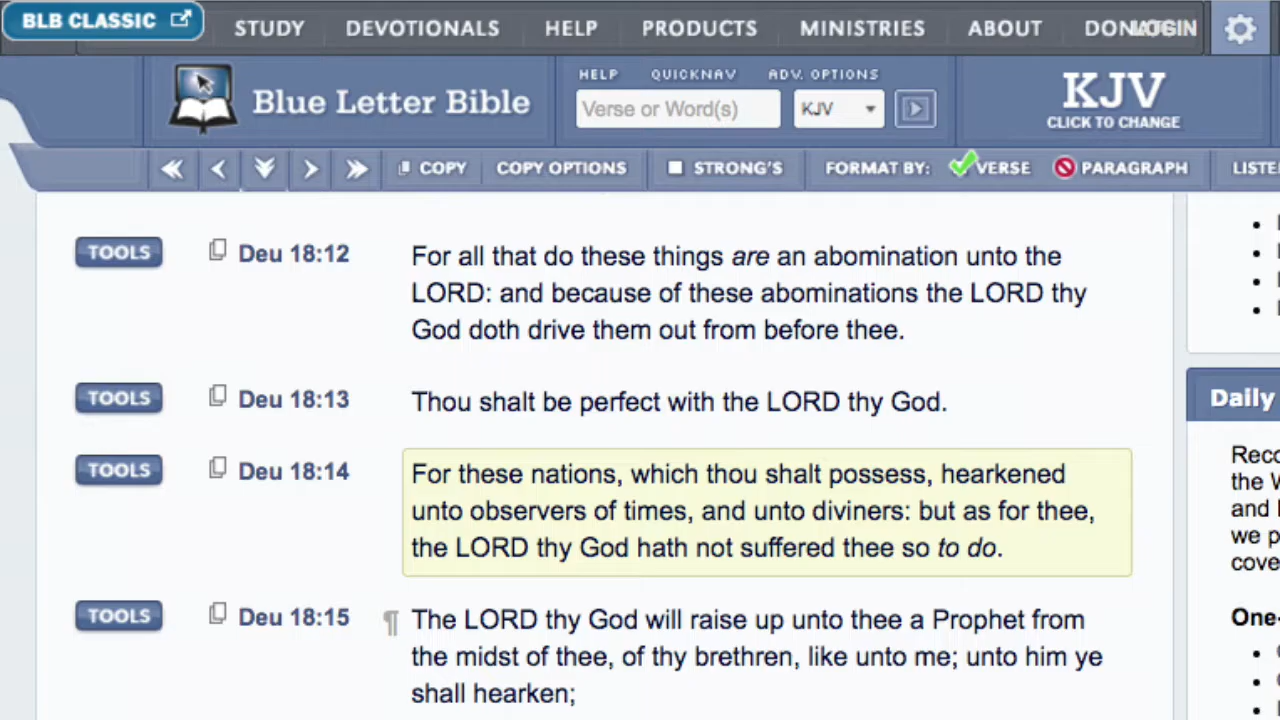 BLB CLASSIC
STUDY DEVOTIONALS HELP PRODUCTS MINISTRIES ABOUT LOGIN
HELP QUICKNAV ADV. OPTIONS
Blue Letter Bible
Verse or Word(s) KJV
KJV
CLICK TO CHANGE
COPY COPY OPTIONS STRONG'S FORMAT BY: VERSE PARAGRAPH
TOOLS Deu 18:12 For all that do these things are an abomination unto the
LORD: and because of these abominations the LORD thy
God doth drive them out from before thee.
TOOLS Deu 18:13 Thou shalt be perfect with the LORD thy God.
TOOLS Deu 18:14 For these nations, which thou shalt possess, hearkened
unto observers of times, and unto diviners: but as for thee,
the LORD thy God hath not suffered thee so to do.
TOOLS Deu 18:15 ¶ The LORD thy God will raise up unto thee a Prophet from
the midst of thee, of thy brethren, like unto me; unto him ye
shall hearken;
Daily
the
and
we
One-